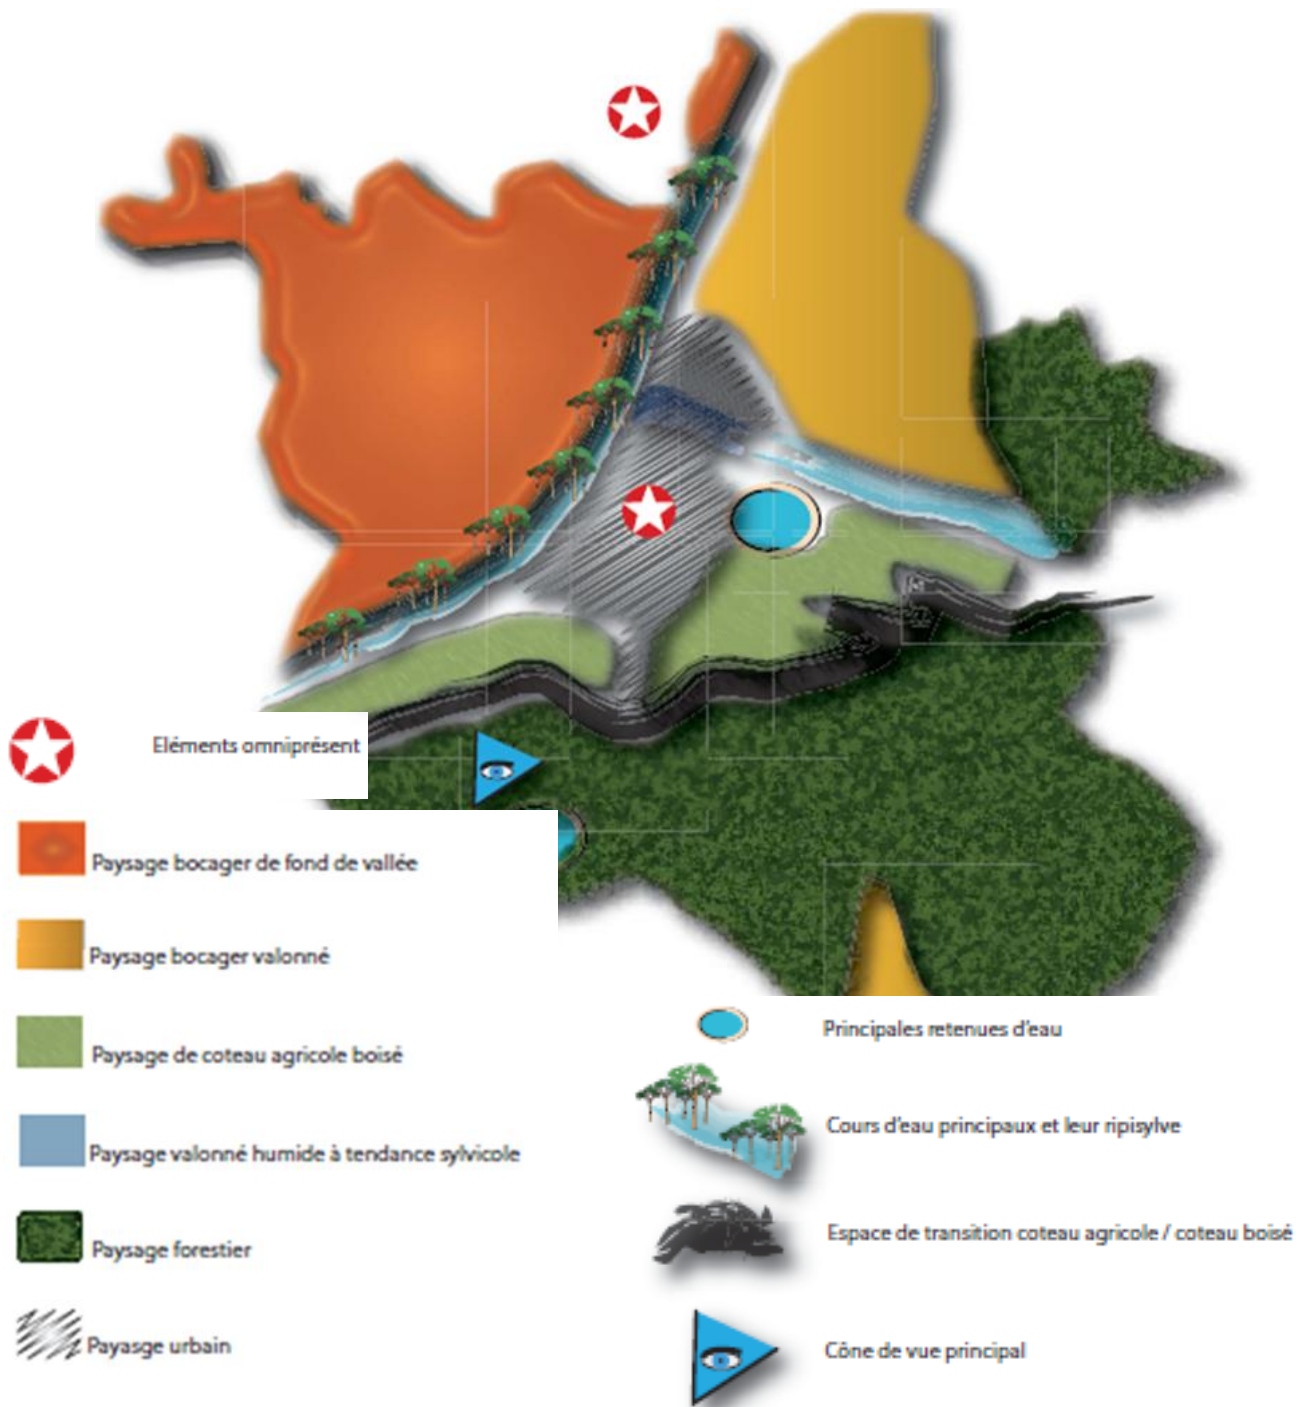 Eléments omniprésent
Paysage bocager de fond de vallée
Paysage bocager valonné
Paysage de coteau agricole boisé
Paysage valonné humide à tendance sylvicole
Paysage forestier
Payasge urbain
Principales retenues d'eau
Cours d'eau principaux et leur ripisylve
Espace de transition coteau agricole / coteau boisé
Cône de vue principal